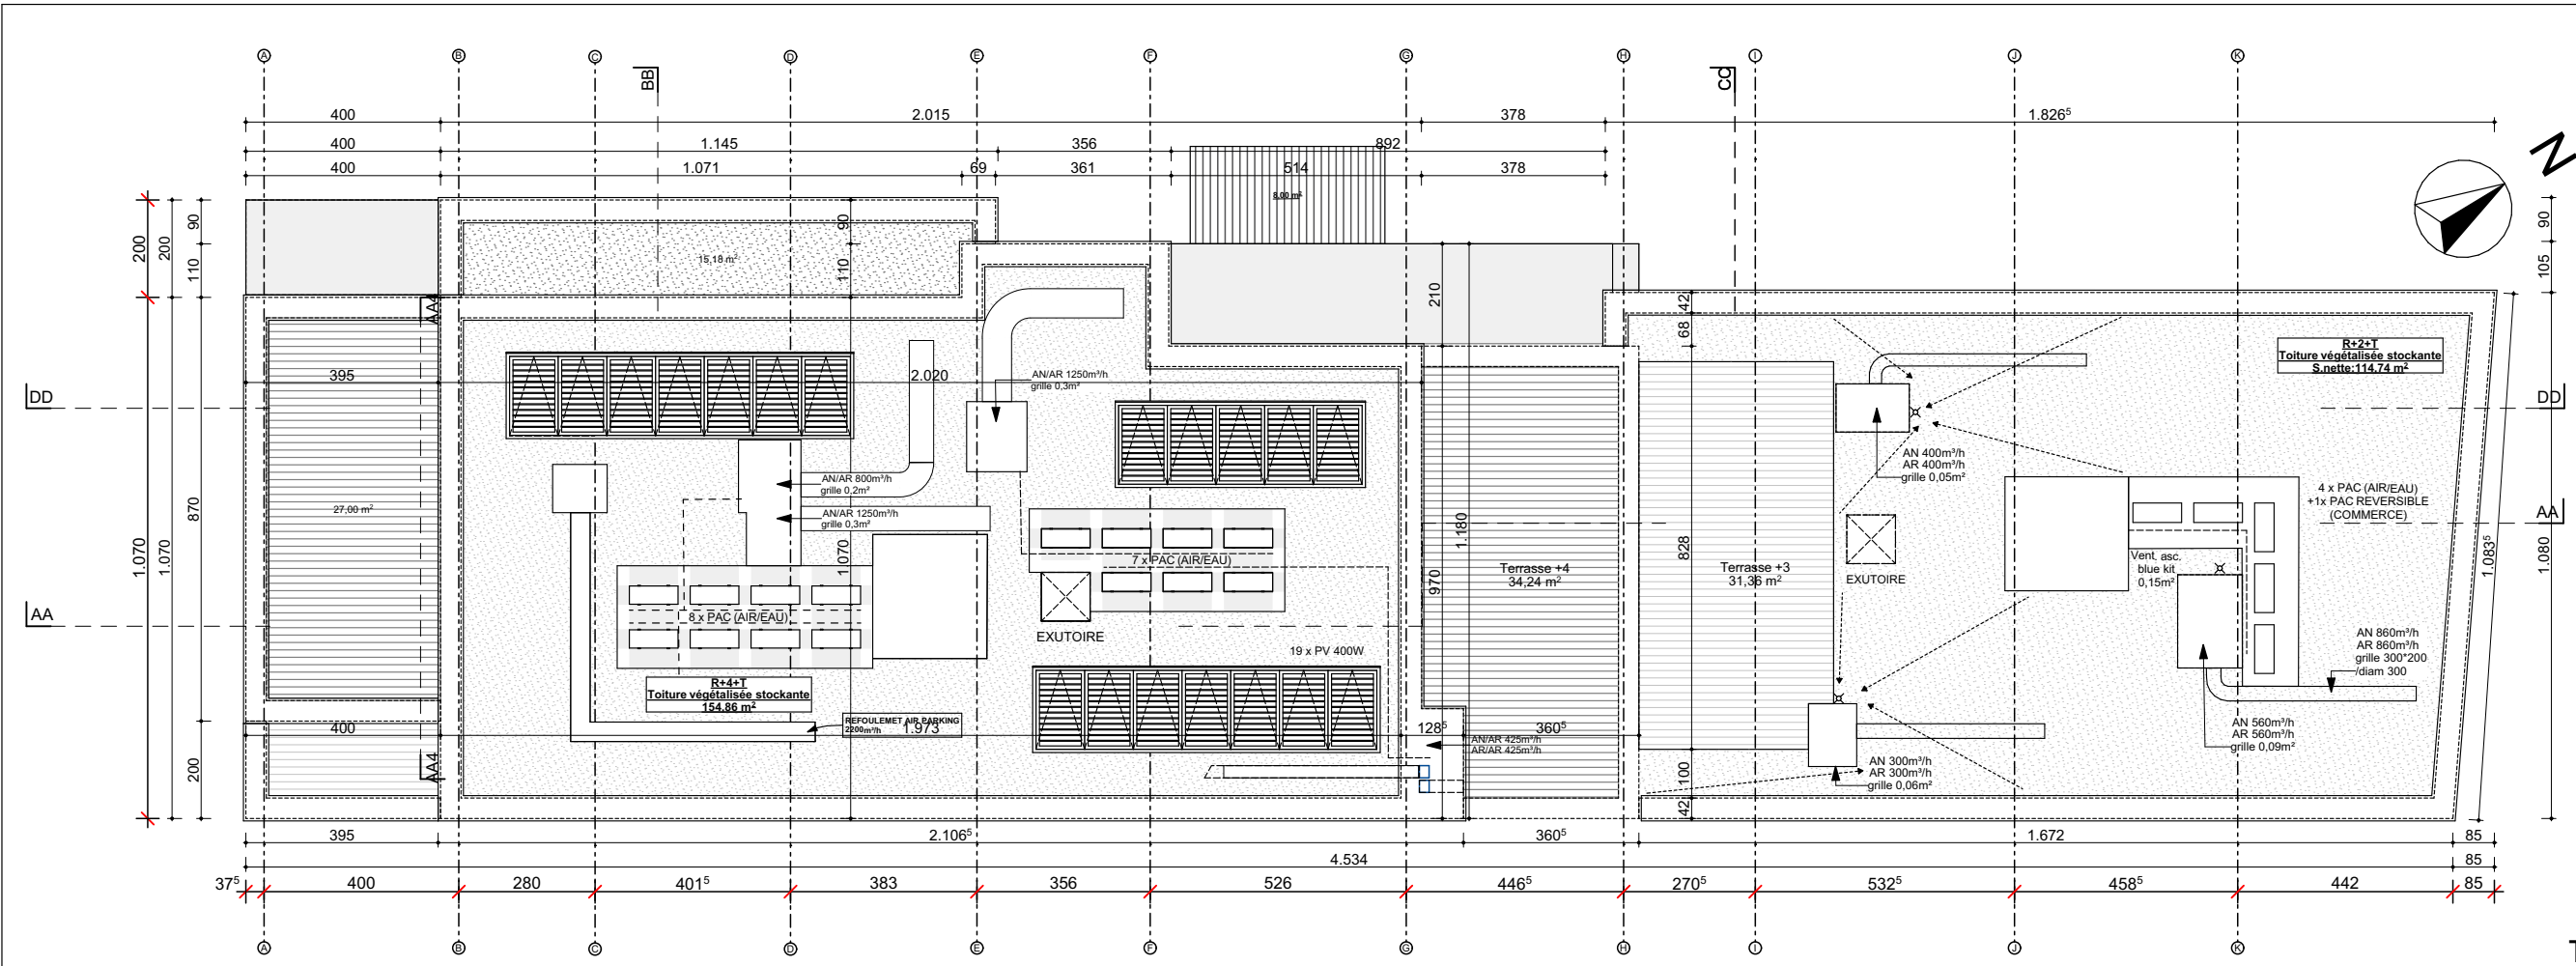 A B C D E F G H I J K
BB
CC
N
400 2.015 378 1.826⁵
400 1.145 356 892
400 1.071 69 361 514 378
8.00 m²
200 200 90 110
90 110
15,18 m²
210
42 68
90 105
AA4
R+2+T
Toiture végétalisée stockante
S.nette:114.74 m²
395 2.020
AN/AR 1250m³/h
grille 0,3m²
DD
DD
AN 400m³/h
AR 400m³/h
grille 0,05m²
AN/AR 800m³/h
grille 0,2m²
AN/AR 1250m³/h
grille 0,3m²
27,00 m²
4 x PAC (AIR/EAU)
+1x PAC REVERSIBLE
(COMMERCE)
AA
1.070 1.070 870
1.070
1.180
970
828
1.083⁵
1.080
7 x PAC (AIR/EAU)
Terrasse +4
34,24 m²
Terrasse +3
31,36 m²
EXUTOIRE
Vent. asc.
blue kit
0,15m²
8 x PAC (AIR/EAU)
EXUTOIRE
AA
19 x PV 400W
AN 860m³/h
AR 860m³/h
grille 300*200
/diam 300
R+4+T
Toiture végétalisée stockante
154.86 m²
REFOULEMET AIR PARKING
2200m³/h
400 1.973 128⁵ 360⁵
AN/AR 425m³/h
AR/AR 425m³/h
AN 560m³/h
AR 560m³/h
grille 0,09m²
200
AA4
AN 300m³/h
AR 300m³/h
grille 0,06m²
100
42
395 2.106⁵ 360⁵ 1.672 85
4.534 85
37⁵ 400 280 401⁵ 383 356 526 446⁵ 270⁵ 532⁵ 458⁵ 442 85
A B C D E F G H I J K